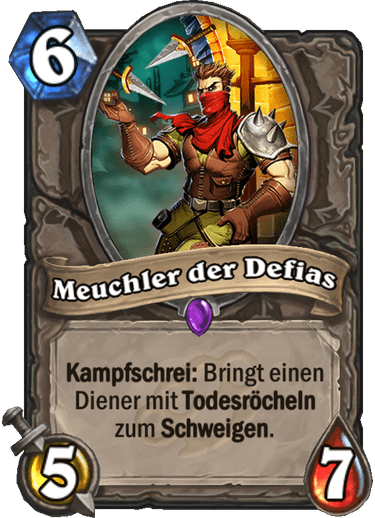 6
Meuchler der Defias
Kampfschrei: Bringt einen
Diener mit Todesröcheln
zum Schweigen.
5
7